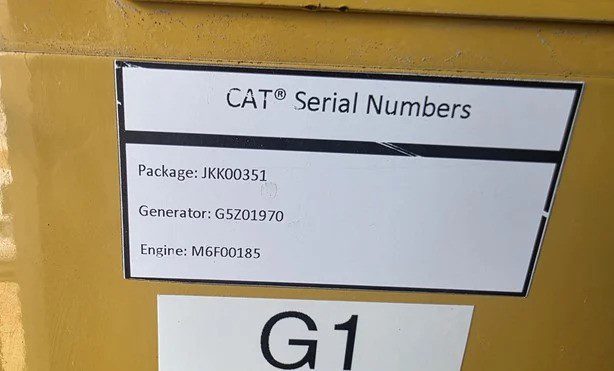 CAT® Serial Numbers
Package: JKK00351
Generator: G5Z01970
Engine: M6F00185
G1